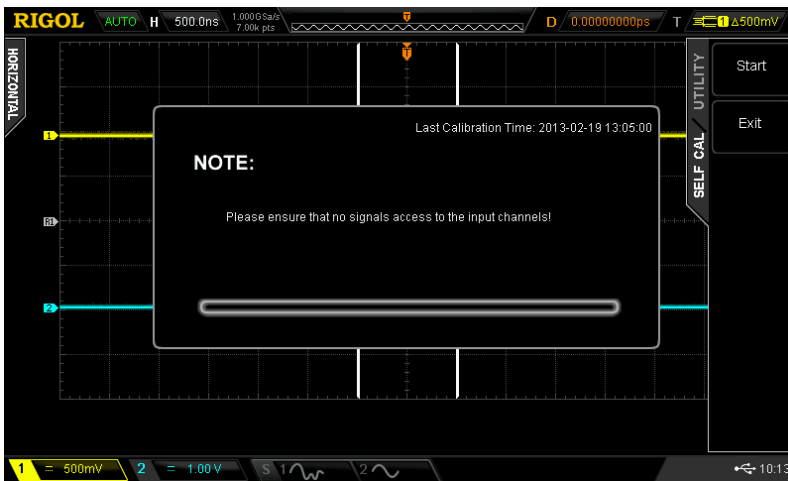 RIGOL AUTO H 500.0ns 1.000GSa/s D 0.00000000ps T 1 Δ500mV
7.00k pts
HORIZONTAL
T
UTILITY
SELF CAL
Start
Exit
Last Calibration Time: 2013-02-19 13:05:00
NOTE:
Please ensure that no signals access to the input channels!
1
R1
2
1 = 500mV 2 = 1.00 V S 1 2 10:13